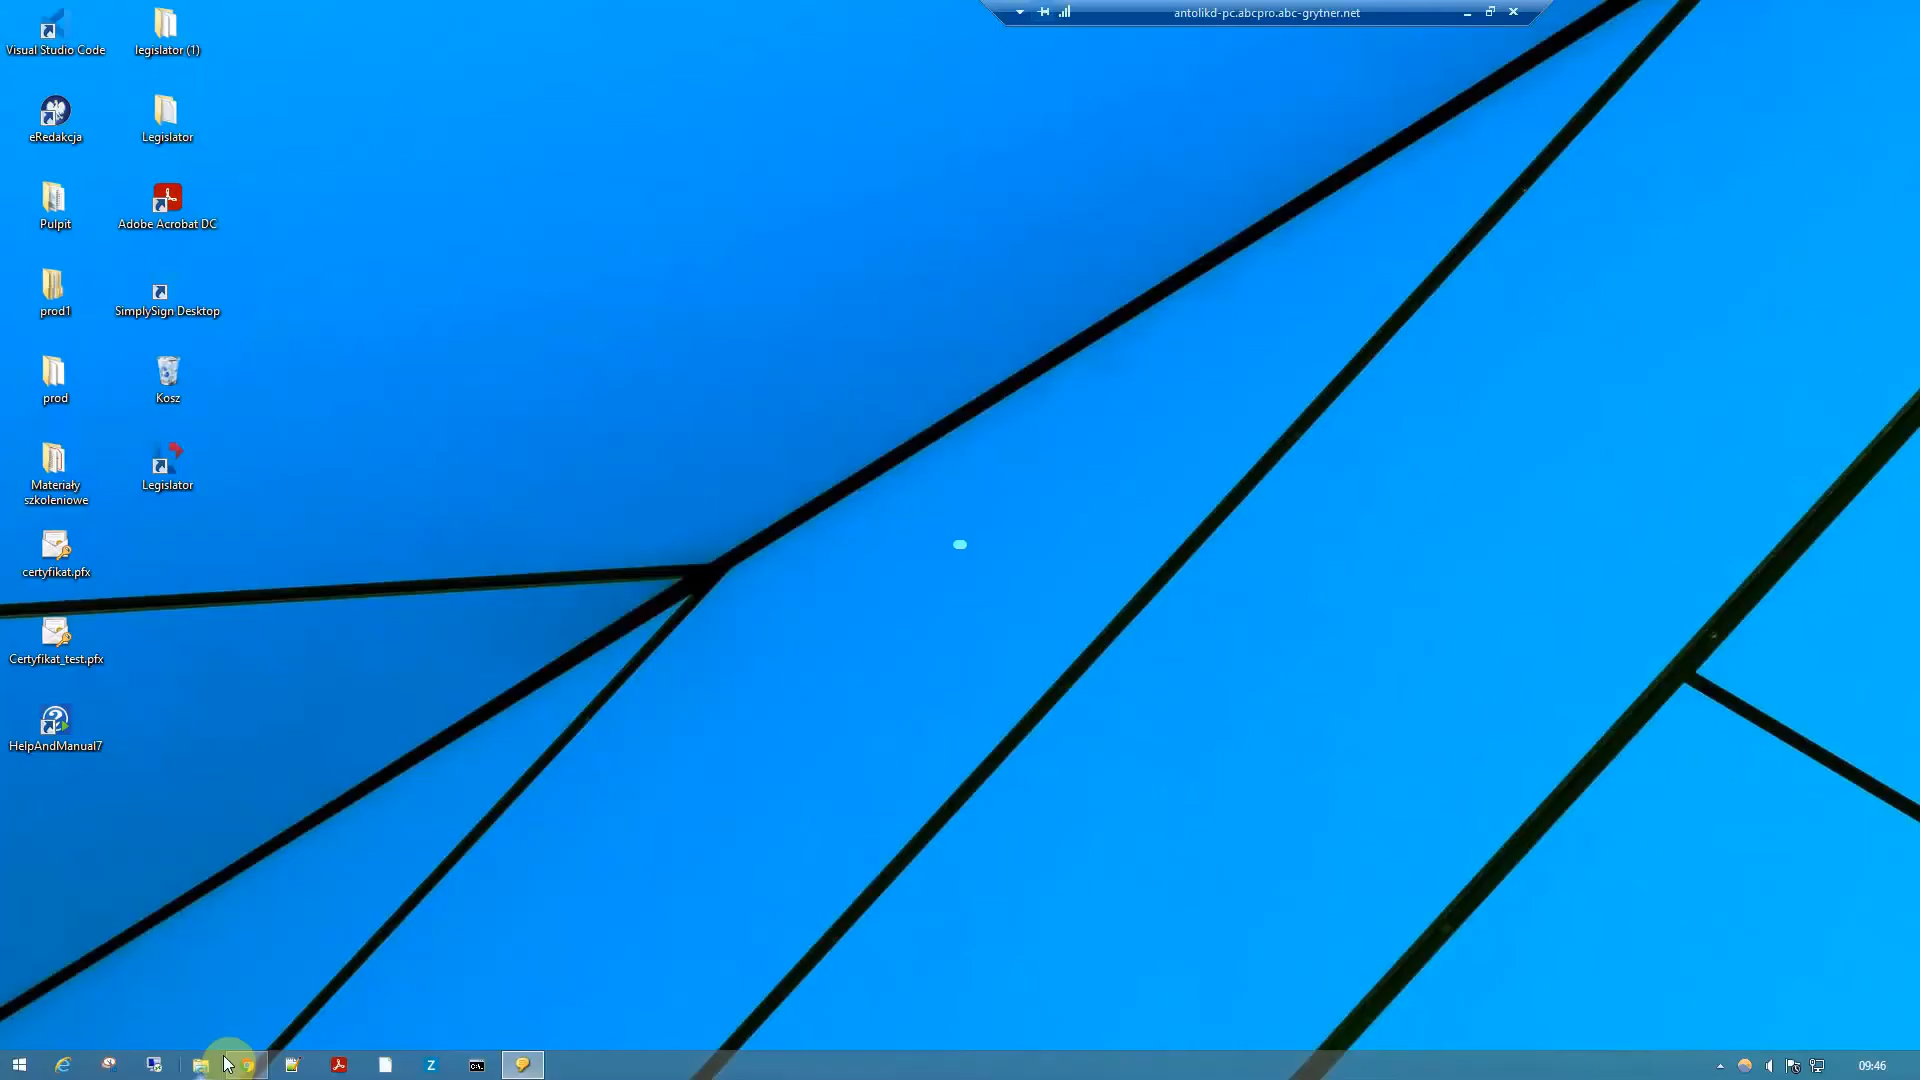 antolikd-pc.abcpro.abc-grytner.net
Visual Studio Code
legislator (1)
eRedakcja
Legislator
Pulpit
Adobe Acrobat DC
prod1
SimplySign Desktop
prod
Kosz
Materiały
szkoleniowe
Legislator
certyfikat.pfx
Certyfikat_test.pfx
HelpAndManual7
09:46